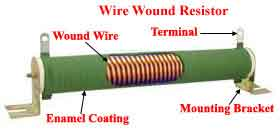 Wire Wound Resistor
Wound Wire
Terminal
Enamel Coating
Mounting Bracket